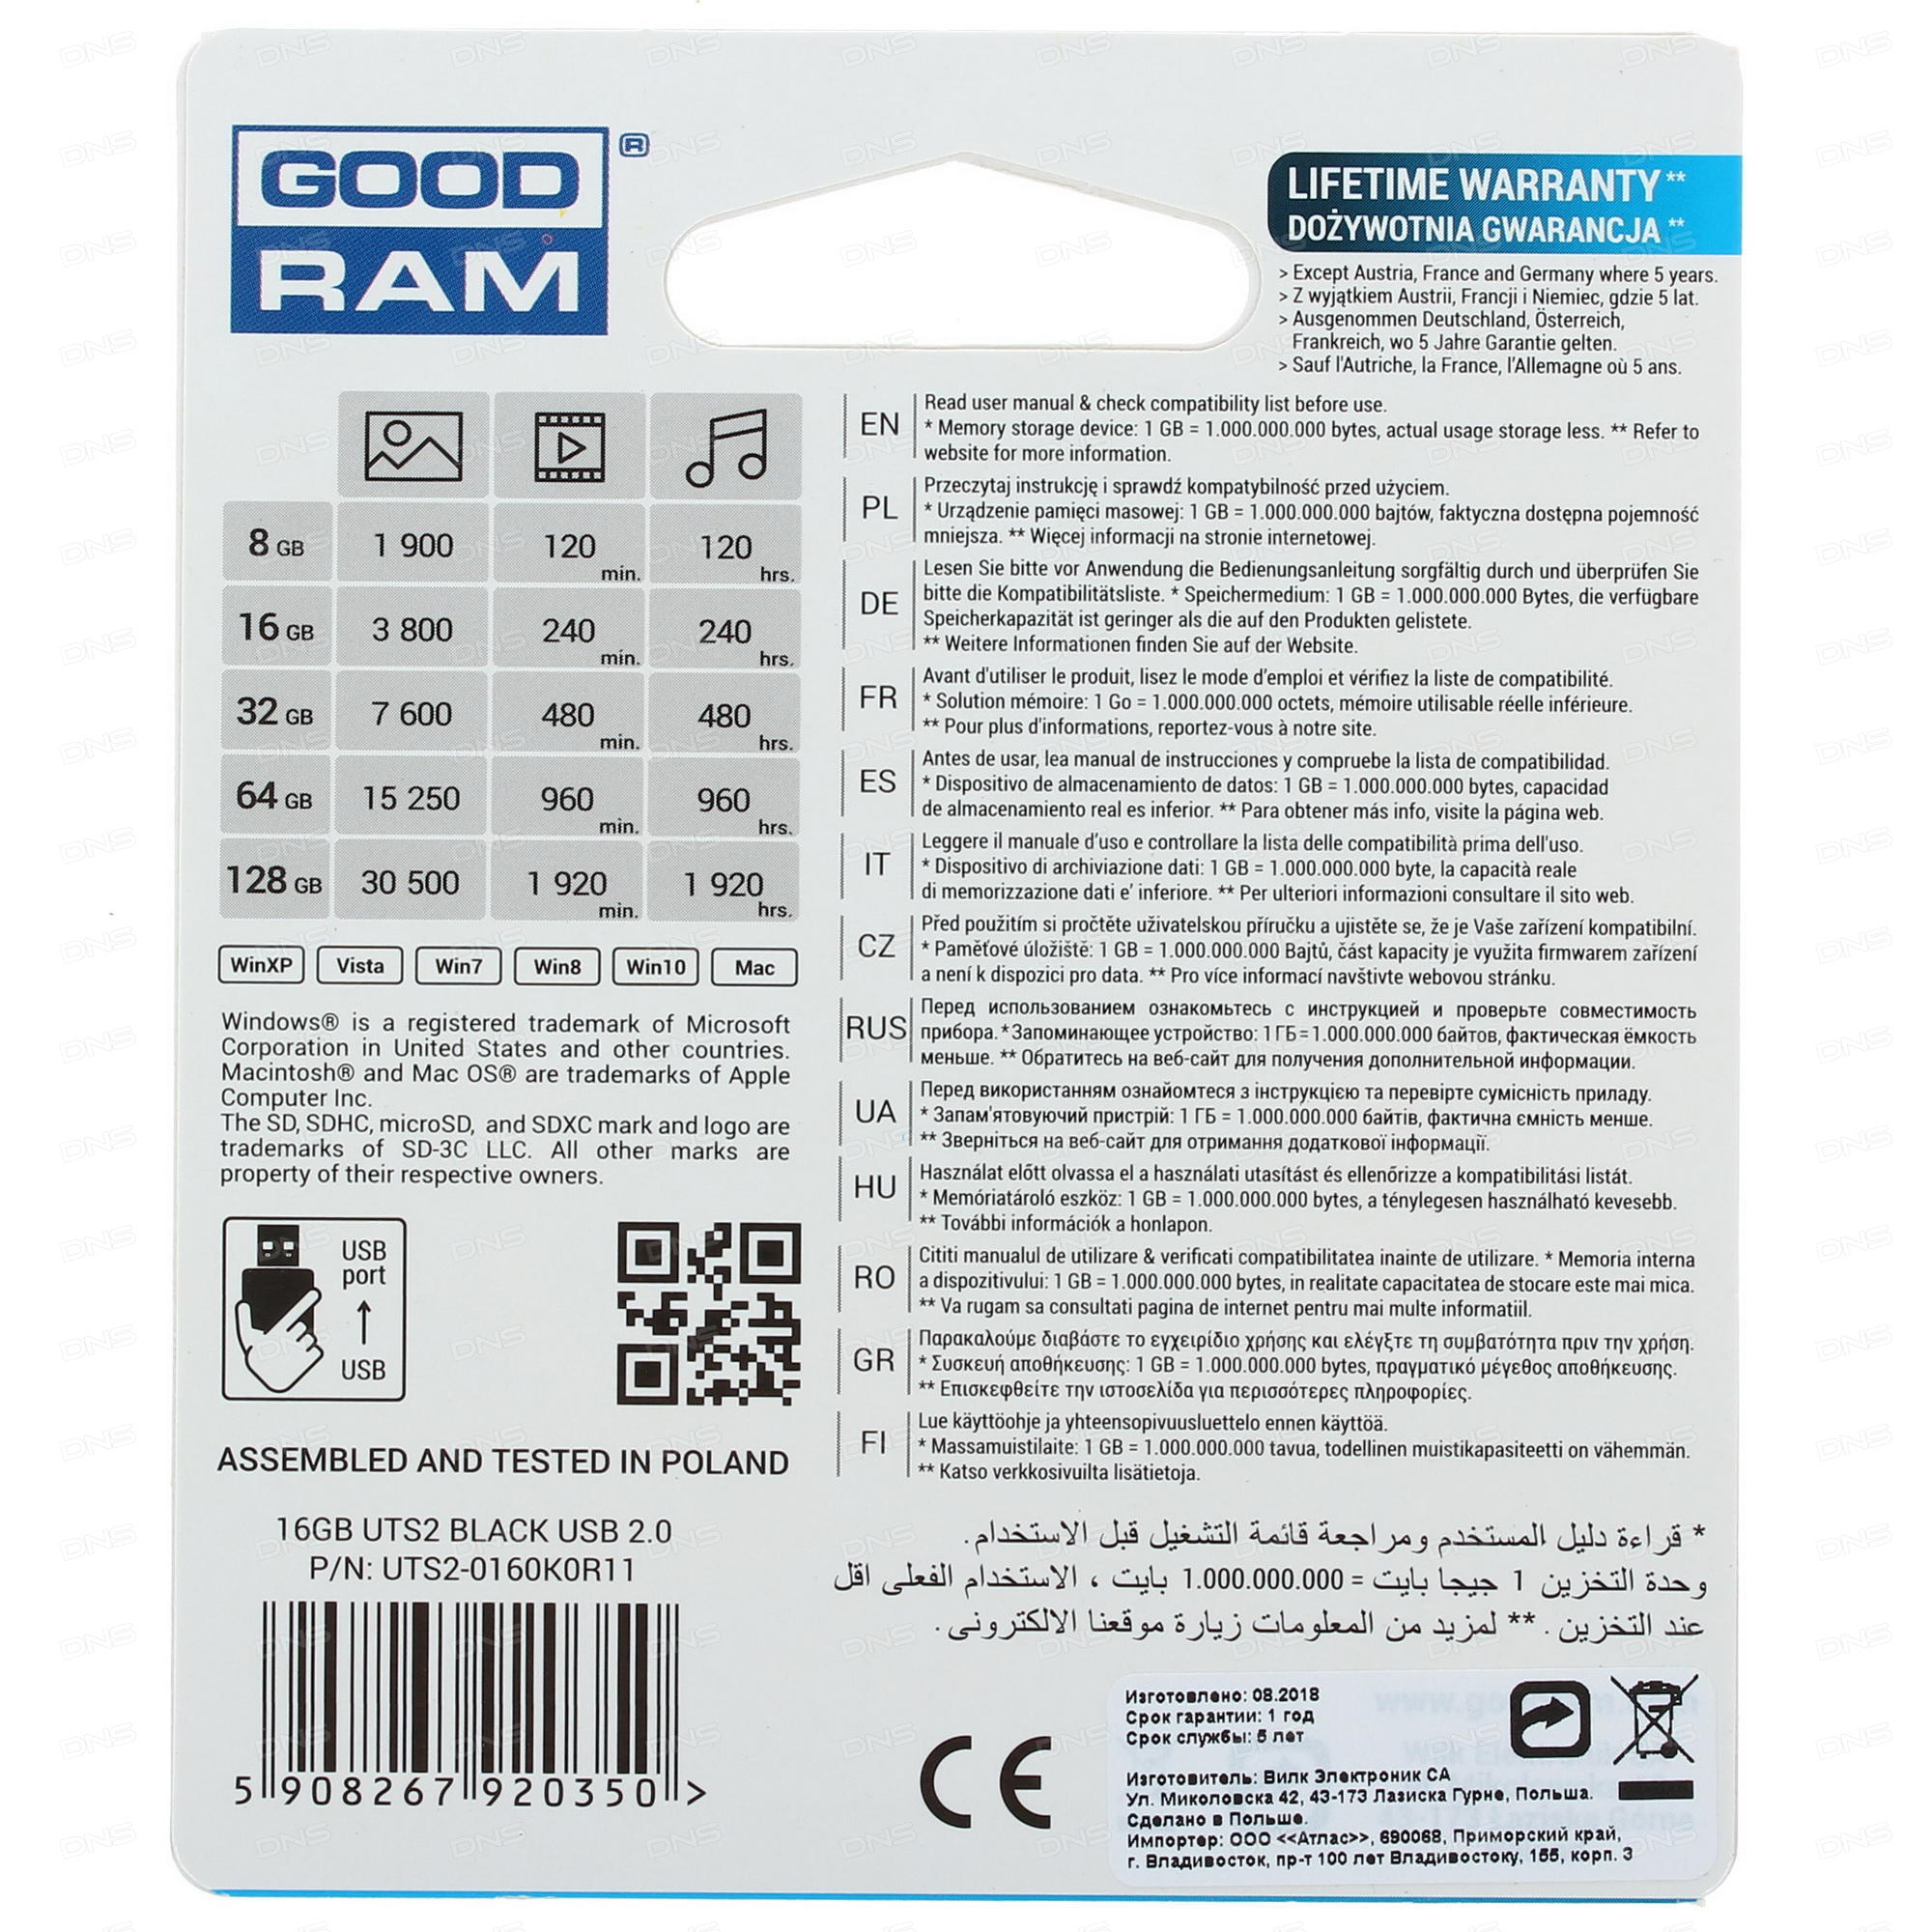 GOOD
RAM
®
LIFETIME WARRANTY**
DOŻYWOTNIA GWARANCJA **
> Except Austria, France and Germany where 5 years.
> Z wyjątkiem Austrii, Francji i Niemiec, gdzie 5 lat.
> Ausgenommen Deutschland, Österreich,
Frankreich, wo 5 Jahre Garantie gelten.
> Sauf l'Autriche, la France, l'Allemagne où 5 ans.
8 GB 1 900 120 min. 120 hrs.
16 GB 3 800 240 min. 240 hrs.
32 GB 7 600 480 min. 480 hrs.
64 GB 15 250 960 min. 960 hrs.
128 GB 30 500 1 920 min. 1 920 hrs.
WinXP Vista Win7 Win8 Win10 Mac
Windows® is a registered trademark of Microsoft
Corporation in United States and other countries.
Macintosh® and Mac OS® are trademarks of Apple
Computer Inc.
The SD, SDHC, microSD, and SDXC mark and logo are
trademarks of SD-3C LLC. All other marks are
property of their respective owners.
USB
port
USB
ASSEMBLED AND TESTED IN POLAND
16GB UTS2 BLACK USB 2.0
P/N: UTS2-0160K0R11
5 908267 920350 >
EN
Read user manual & check compatibility list before use.
* Memory storage device: 1 GB = 1.000.000.000 bytes, actual usage storage less. ** Refer to
website for more information.
PL
Przeczytaj instrukcję i sprawdź kompatybilność przed użyciem.
* Urządzenie pamięci masowej: 1 GB = 1.000.000.000 bajtów, faktyczna dostępna pojemność
mniejsza. ** Więcej informacji na stronie internetowej.
DE
Lesen Sie bitte vor Anwendung die Bedienungsanleitung sorgfältig durch und überprüfen Sie
bitte die Kompatibilitätsliste. * Speichermedium: 1 GB = 1.000.000.000 Bytes, die verfügbare
Speicherkapazität ist geringer als die auf den Produkten gelistete.
** Weitere Informationen finden Sie auf der Website.
FR
Avant d'utiliser le produit, lisez le mode d'emploi et vérifiez la liste de compatibilité.
* Solution mémoire: 1 Go = 1.000.000.000 octets, mémoire utilisable réelle inférieure.
** Pour plus d'informations, reportez-vous à notre site.
ES
Antes de usar, lea manual de instrucciones y compruebe la lista de compatibilidad.
* Dispositivo de almacenamiento de datos: 1 GB = 1.000.000.000 bytes, capacidad
de almacenamiento real es inferior. ** Para obtener más info, visite la página web.
IT
Leggere il manuale d'uso e controllare la lista delle compatibilità prima dell'uso.
* Dispositivo di archiviazione dati: 1 GB = 1.000.000.000 byte, la capacità reale
di memorizzazione dati e' inferiore. ** Per ulteriori informazioni consultare il sito web.
CZ
Před použitím si pročtěte uživatelskou příručku a ujistěte se, že je Vaše zařízení kompatibilní.
* Paměťové úložiště: 1 GB = 1.000.000.000 Bajtů, část kapacity je využita firmwarem zařízení
a není k dispozici pro data. ** Pro více informací navštivte webovou stránku.
RUS
Перед использованием ознакомьтесь с инструкцией и проверьте совместимость
прибора. * Запоминающее устройство: 1 ГБ = 1.000.000.000 байтов, фактическая ёмкость
меньше. ** Обратитесь на веб-сайт для получения дополнительной информации.
UA
Перед використанням ознайомтеся з інструкцією та перевірте сумісність приладу.
* Запам'ятовуючий пристрій: 1 ГБ = 1.000.000.000 байтів, фактична ємність менше.
** Зверніться на веб-сайт для отримання додаткової інформації.
HU
Használat előtt olvassa el a használati utasítást és ellenőrizze a kompatibilitási listát.
* Memóriatároló eszköz: 1 GB = 1.000.000.000 bytes, a ténylegesen használható kevesebb.
** További információk a honlapon.
RO
Cititi manualul de utilizare & verificati compatibilitatea inainte de utilizare. * Memoria interna
a dispozitivului: 1 GB = 1.000.000.000 bytes, in realitate capacitatea de stocare este mai mica.
** Va rugam sa consultati pagina de internet pentru mai multe informatiil.
GR
Παρακαλούμε διαβάστε το εγχειρίδιο χρήσης και ελέγξτε τη συμβατότητα πριν την χρήση.
* Συσκευή αποθήκευσης: 1 GB = 1.000.000.000 bytes, πραγματικό μέγεθος αποθήκευσης.
** Επισκεφθείτε την ιστοσελίδα για περισσότερες πληροφορίες.
FI
Lue käyttöohje ja yhteensopivuusluettelo ennen käyttöä.
* Massamuistilaite: 1 GB = 1.000.000.000 tavua, todellinen muistikapasiteetti on vähemmän.
** Katso verkkosivuilta lisätietoja.
* قراءة دليل المستخدم ومراجعة قائمة التشغيل قبل الاستخدام.
وحدة التخزين 1 جيجا بايت = 1.000.000.000 بايت ، الاستخدام الفعلى اقل
عند التخزين . ** لمزيد من المعلومات زيارة موقعنا الالكترونى.
CE
Изготовлено: 08.2018
Срок гарантии: 1 год
Срок службы: 5 лет
Изготовитель: Вилк Электроник СА
Ул. Миколовска 42, 43-173 Лазиска Гурне, Польша.
Сделано в Польше.
Импортер: ООО <<Атлас>>, 690068, Приморский край,
г. Владивосток, пр-т 100 лет Владивостоку, 155, корп. 3
DNS